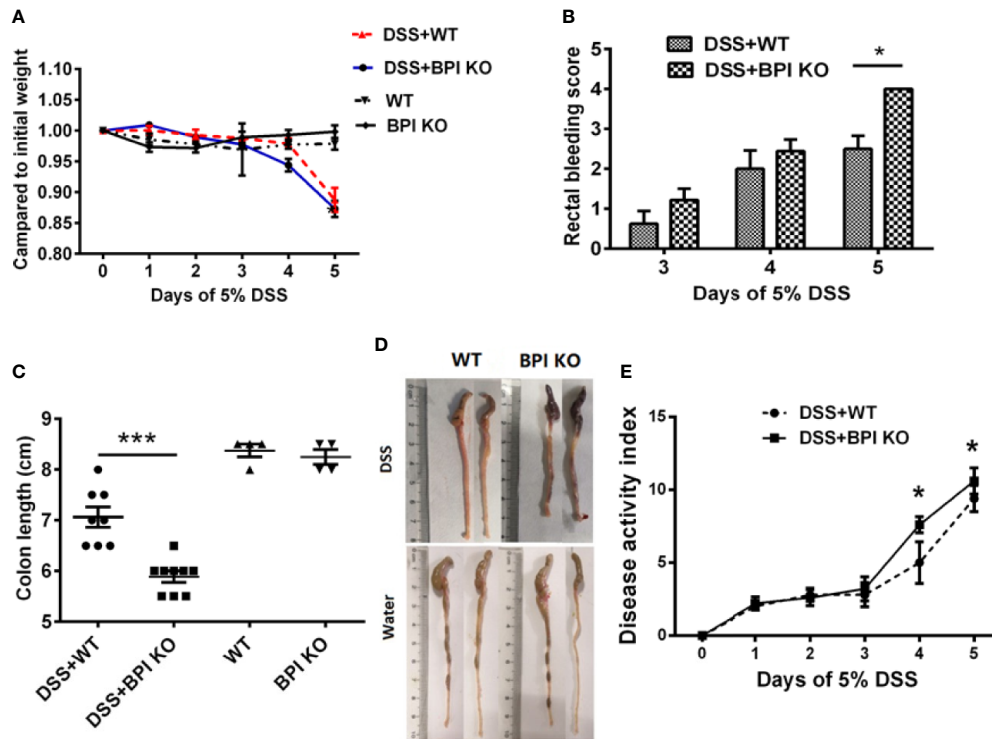 A
DSS+WT
DSS+BPI KO
WT
BPI KO
1.10
1.05
1.00
0.95
0.90
0.85
0.80
*
0 1 2 3 4 5
Campared to initial weight
Days of 5% DSS
B
DSS+WT
DSS+BPI KO
*
5
4
3
2
1
0
3 4 5
Rectal bleeding score
Days of 5% DSS
C
***
9
8
7
6
5
Colon length (cm)
DSS+WT
DSS+BPI KO
WT
BPI KO
D
WT BPI KO
DSS
Water
E
DSS+WT
DSS+BPI KO
15
10
5
0
* *
0 1 2 3 4 5
Disease activity index
Days of 5% DSS